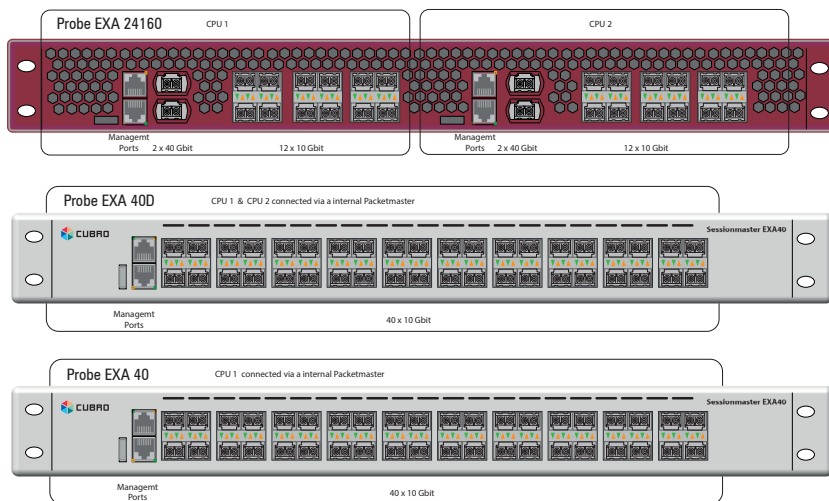 Probe EXA 24160
CPU 1
CPU 2
Managemt
Ports
2 x 40 Gbit
12 x 10 Gbit
Managemt
Ports
2 x 40 Gbit
12 x 10 Gbit
Probe EXA 40D
CPU 1 & CPU 2 connected via a internal Packetmaster
CUBRO
Sessionmaster EXA40
Managemt
Ports
40 x 10 Gbit
Probe EXA 40
CPU 1 connected via a internal Packetmaster
CUBRO
Sessionmaster EXA40
Managemt
Ports
40 x 10 Gbit